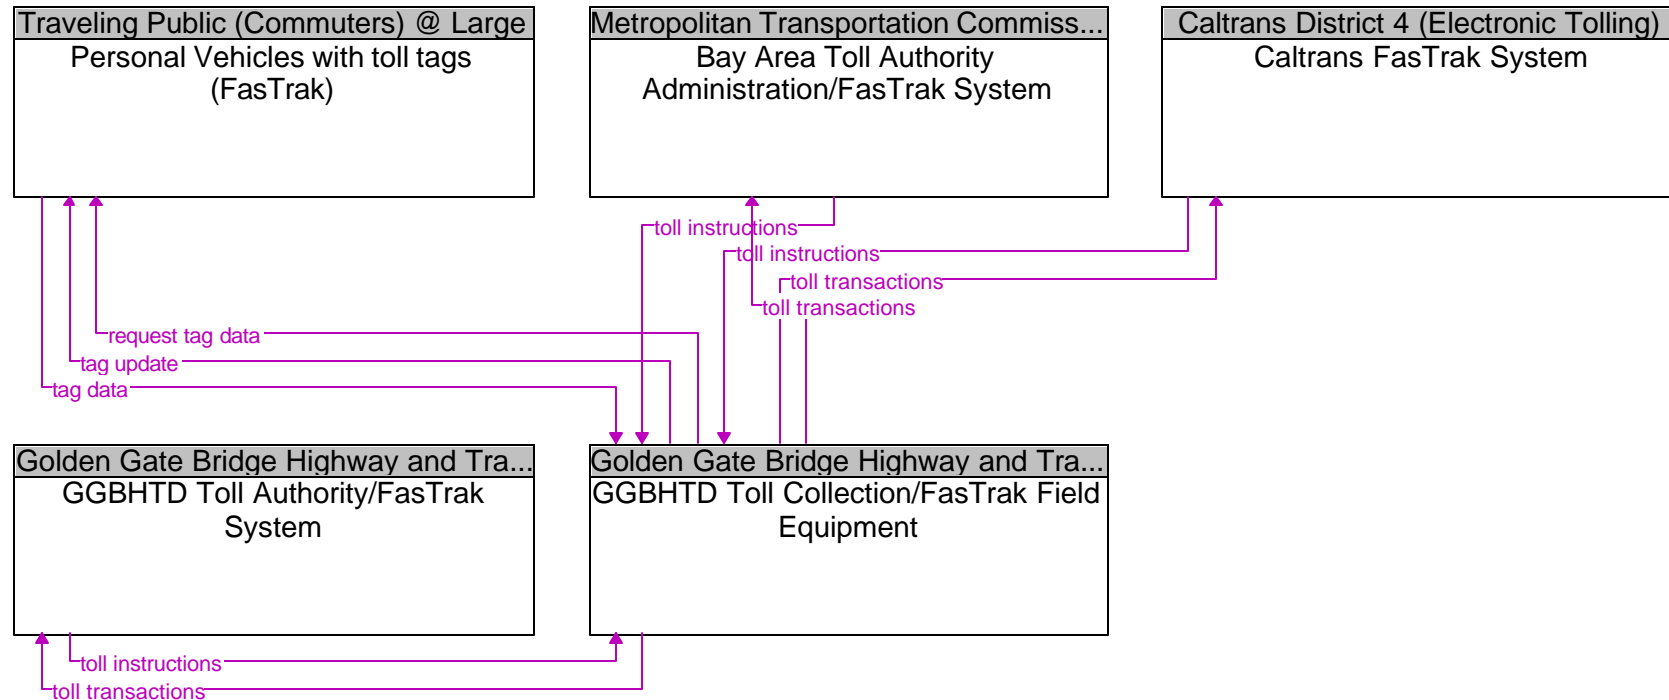 Traveling Public (Commuters) @ Large
Personal Vehicles with toll tags
(FasTrak)
Metropolitan Transportation Commiss...
Bay Area Toll Authority
Administration/FasTrak System
Caltrans District 4 (Electronic Tolling)
Caltrans FasTrak System
toll instructions
toll instructions
toll transactions
toll transactions
request tag data
tag update
tag data
Golden Gate Bridge Highway and Tra...
GGBHTD Toll Authority/FasTrak
System
Golden Gate Bridge Highway and Tra...
GGBHTD Toll Collection/FasTrak Field
Equipment
toll instructions
toll transactions